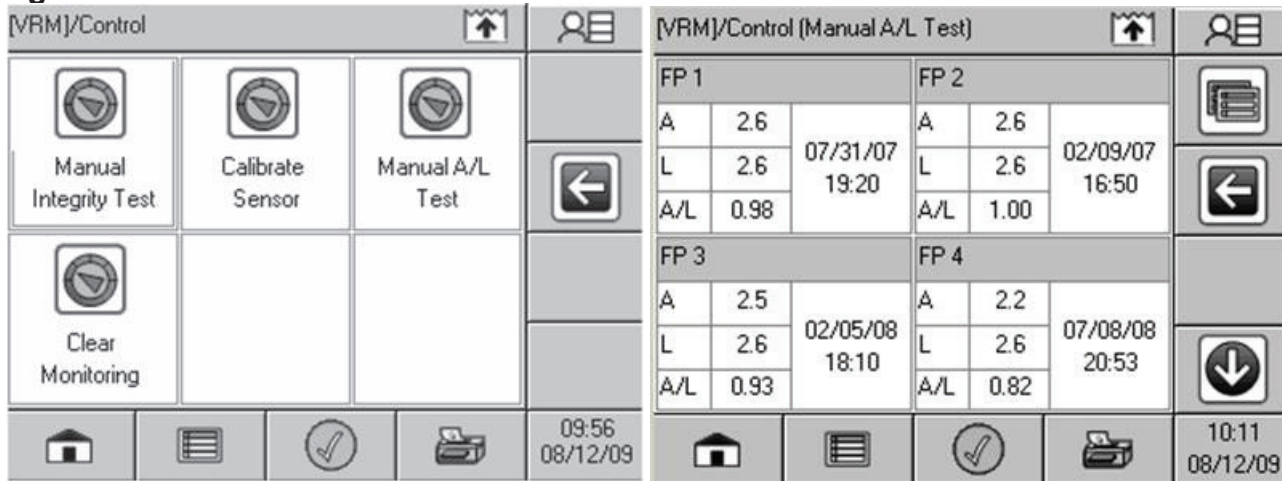 [VRM]/Control
Manual
Integrity Test
Calibrate
Sensor
Manual A/L
Test
Clear
Monitoring
09:56
08/12/09
[VRM]/Control (Manual A/L Test)
FP 1
A 2.6
L 2.6
A/L 0.98
07/31/07
19:20
FP 2
A 2.6
L 2.6
A/L 1.00
02/09/07
16:50
FP 3
A 2.5
L 2.6
A/L 0.93
02/05/08
18:10
FP 4
A 2.2
L 2.6
A/L 0.82
07/08/08
20:53
10:11
08/12/09